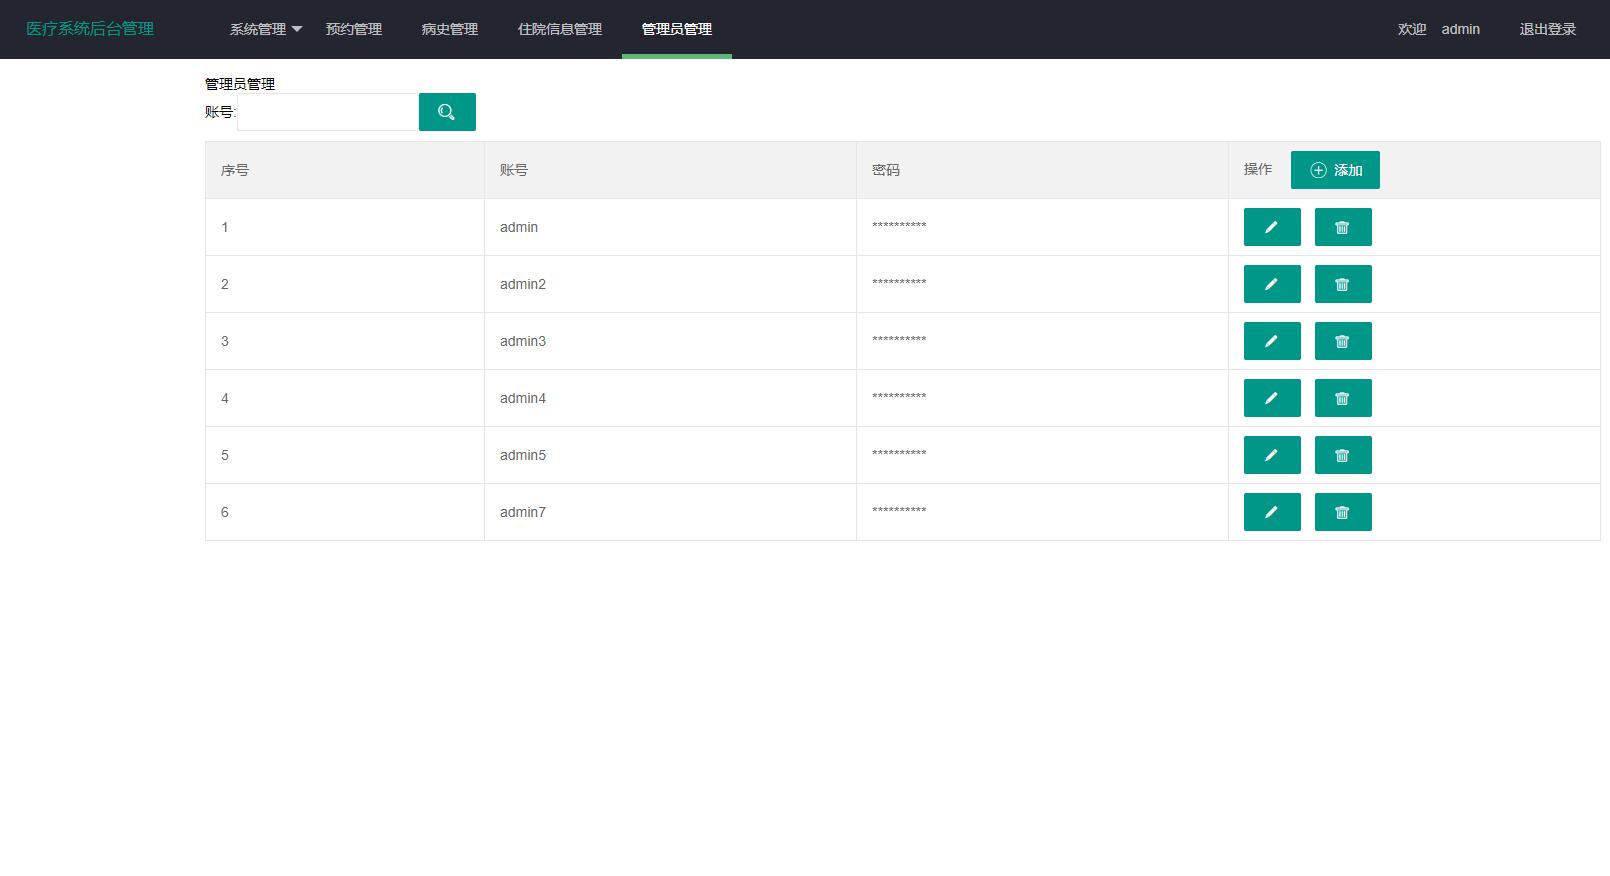 医疗系统后台管理 系统管理 预约管理 病史管理 住院信息管理 管理员管理 欢迎 admin 退出登录
管理员管理
账号:
序号 账号 密码 操作 添加
1 admin **********
2 admin2 **********
3 admin3 **********
4 admin4 **********
5 admin5 **********
6 admin7 **********